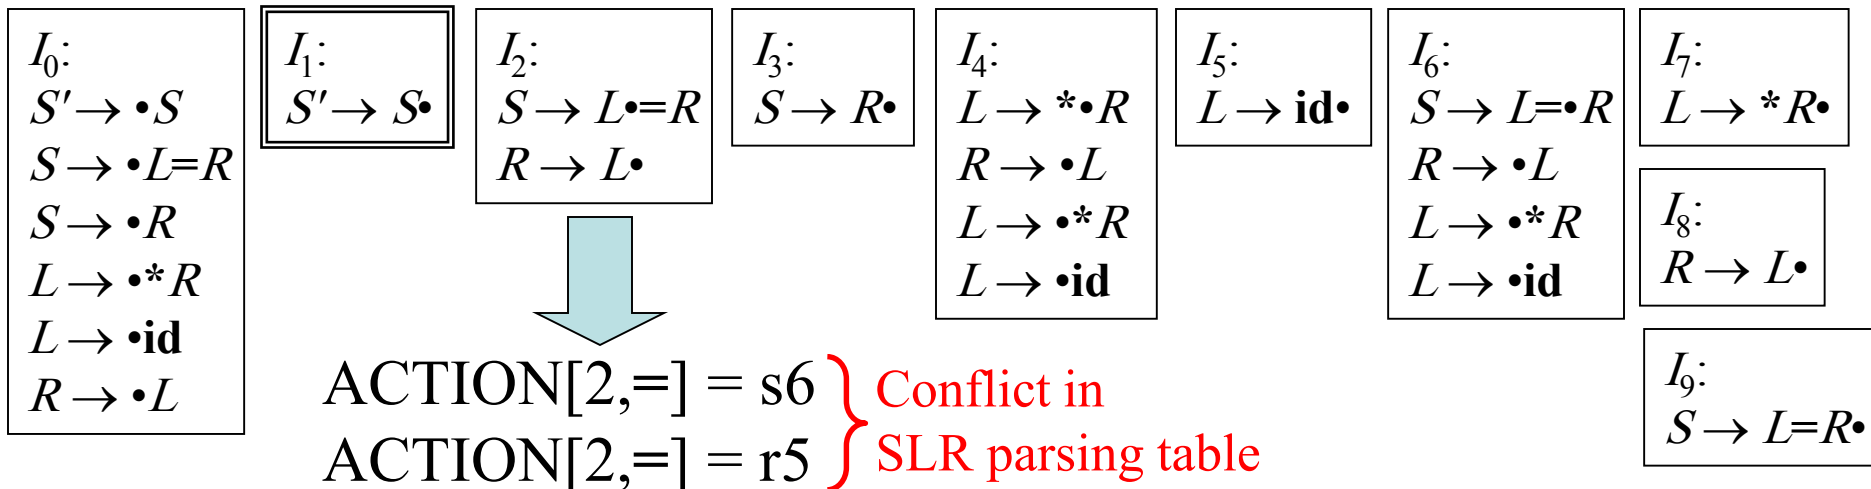 I₀:
S′ → •S
S → •L=R
S → •R
L → •*R
L → •id
R → •L
I₁:
S′ → S•
I₂:
S → L•=R
R → L•
I₃:
S → R•
I₄:
L → *•R
R → •L
L → •*R
L → •id
I₅:
L → id•
I₆:
S → L=•R
R → •L
L → •*R
L → •id
I₇:
L → *R•
I₈:
R → L•
I₉:
S → L=R•
ACTION[2,=] = s6
ACTION[2,=] = r5
Conflict in
SLR parsing table